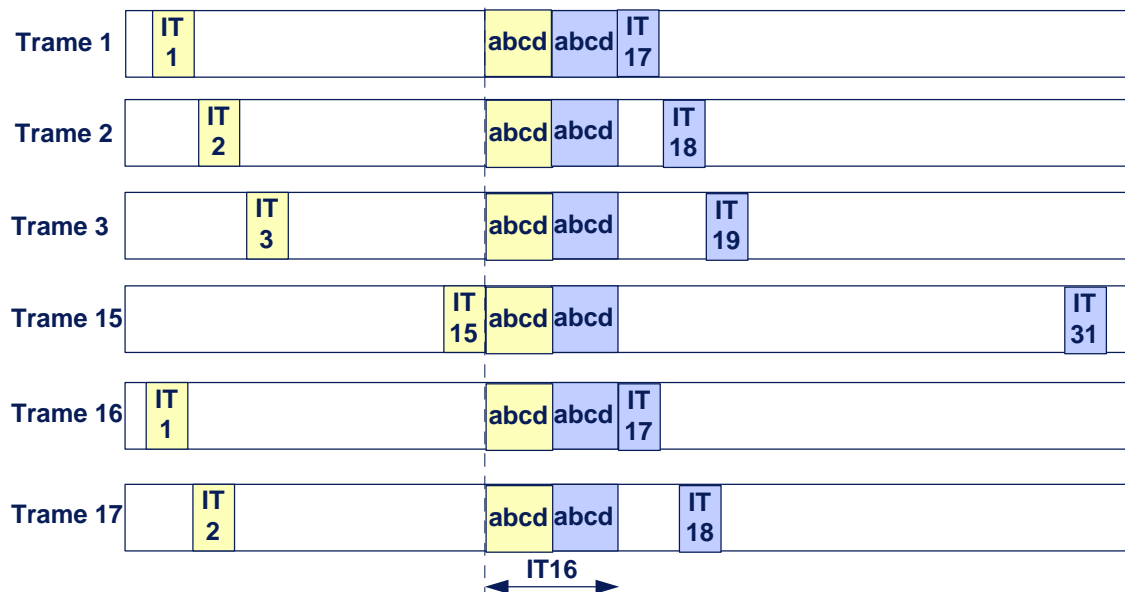 Trame 1 IT 1 abcd abcd IT 17
Trame 2 IT 2 abcd abcd IT 18
Trame 3 IT 3 abcd abcd IT 19
Trame 15 IT 15 abcd abcd IT 31
Trame 16 IT 1 abcd abcd IT 17
Trame 17 IT 2 abcd abcd IT 18
IT16